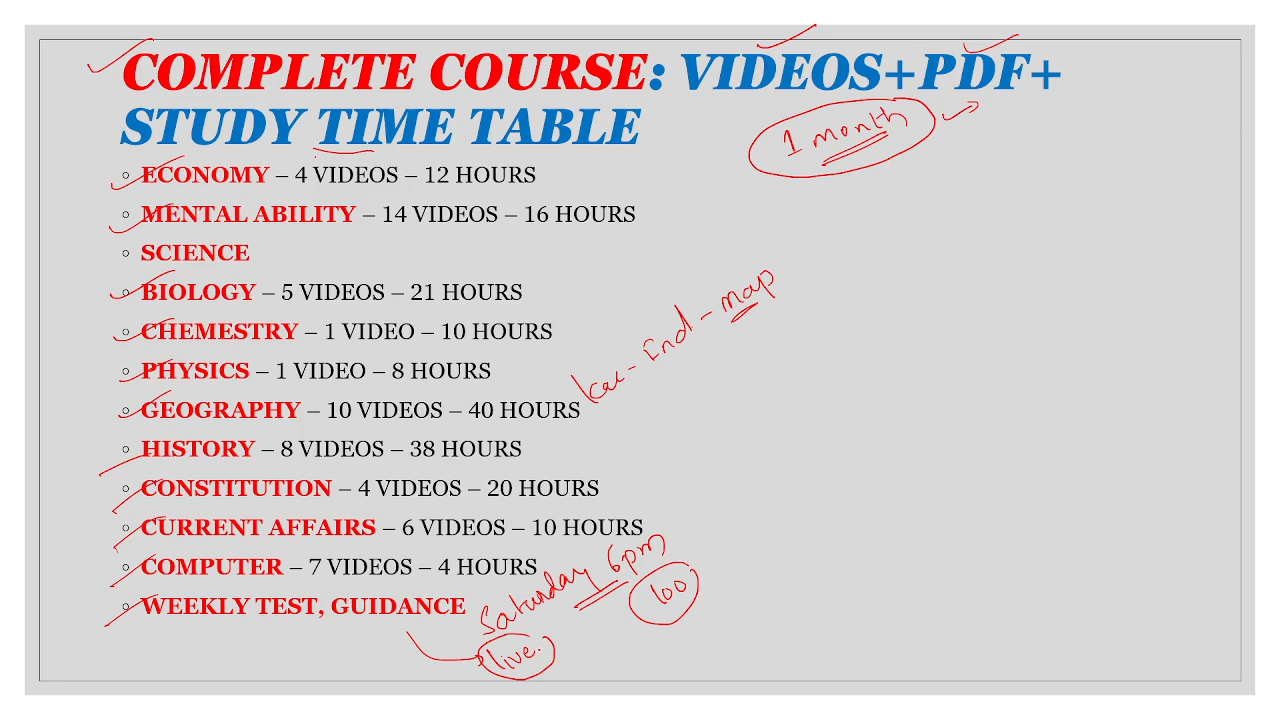 COMPLETE COURSE: VIDEOS+PDF+
STUDY TIME TABLE
1 month
ECONOMY – 4 VIDEOS – 12 HOURS
MENTAL ABILITY – 14 VIDEOS – 16 HOURS
SCIENCE
BIOLOGY – 5 VIDEOS – 21 HOURS
CHEMESTRY – 1 VIDEO – 10 HOURS
PHYSICS – 1 VIDEO – 8 HOURS
GEOGRAPHY – 10 VIDEOS – 40 HOURS
Kar - Ind - map
HISTORY – 8 VIDEOS – 38 HOURS
CONSTITUTION – 4 VIDEOS – 20 HOURS
CURRENT AFFAIRS – 6 VIDEOS – 10 HOURS
COMPUTER – 7 VIDEOS – 4 HOURS
WEEKLY TEST, GUIDANCE
Saturday 6pm
100
live.